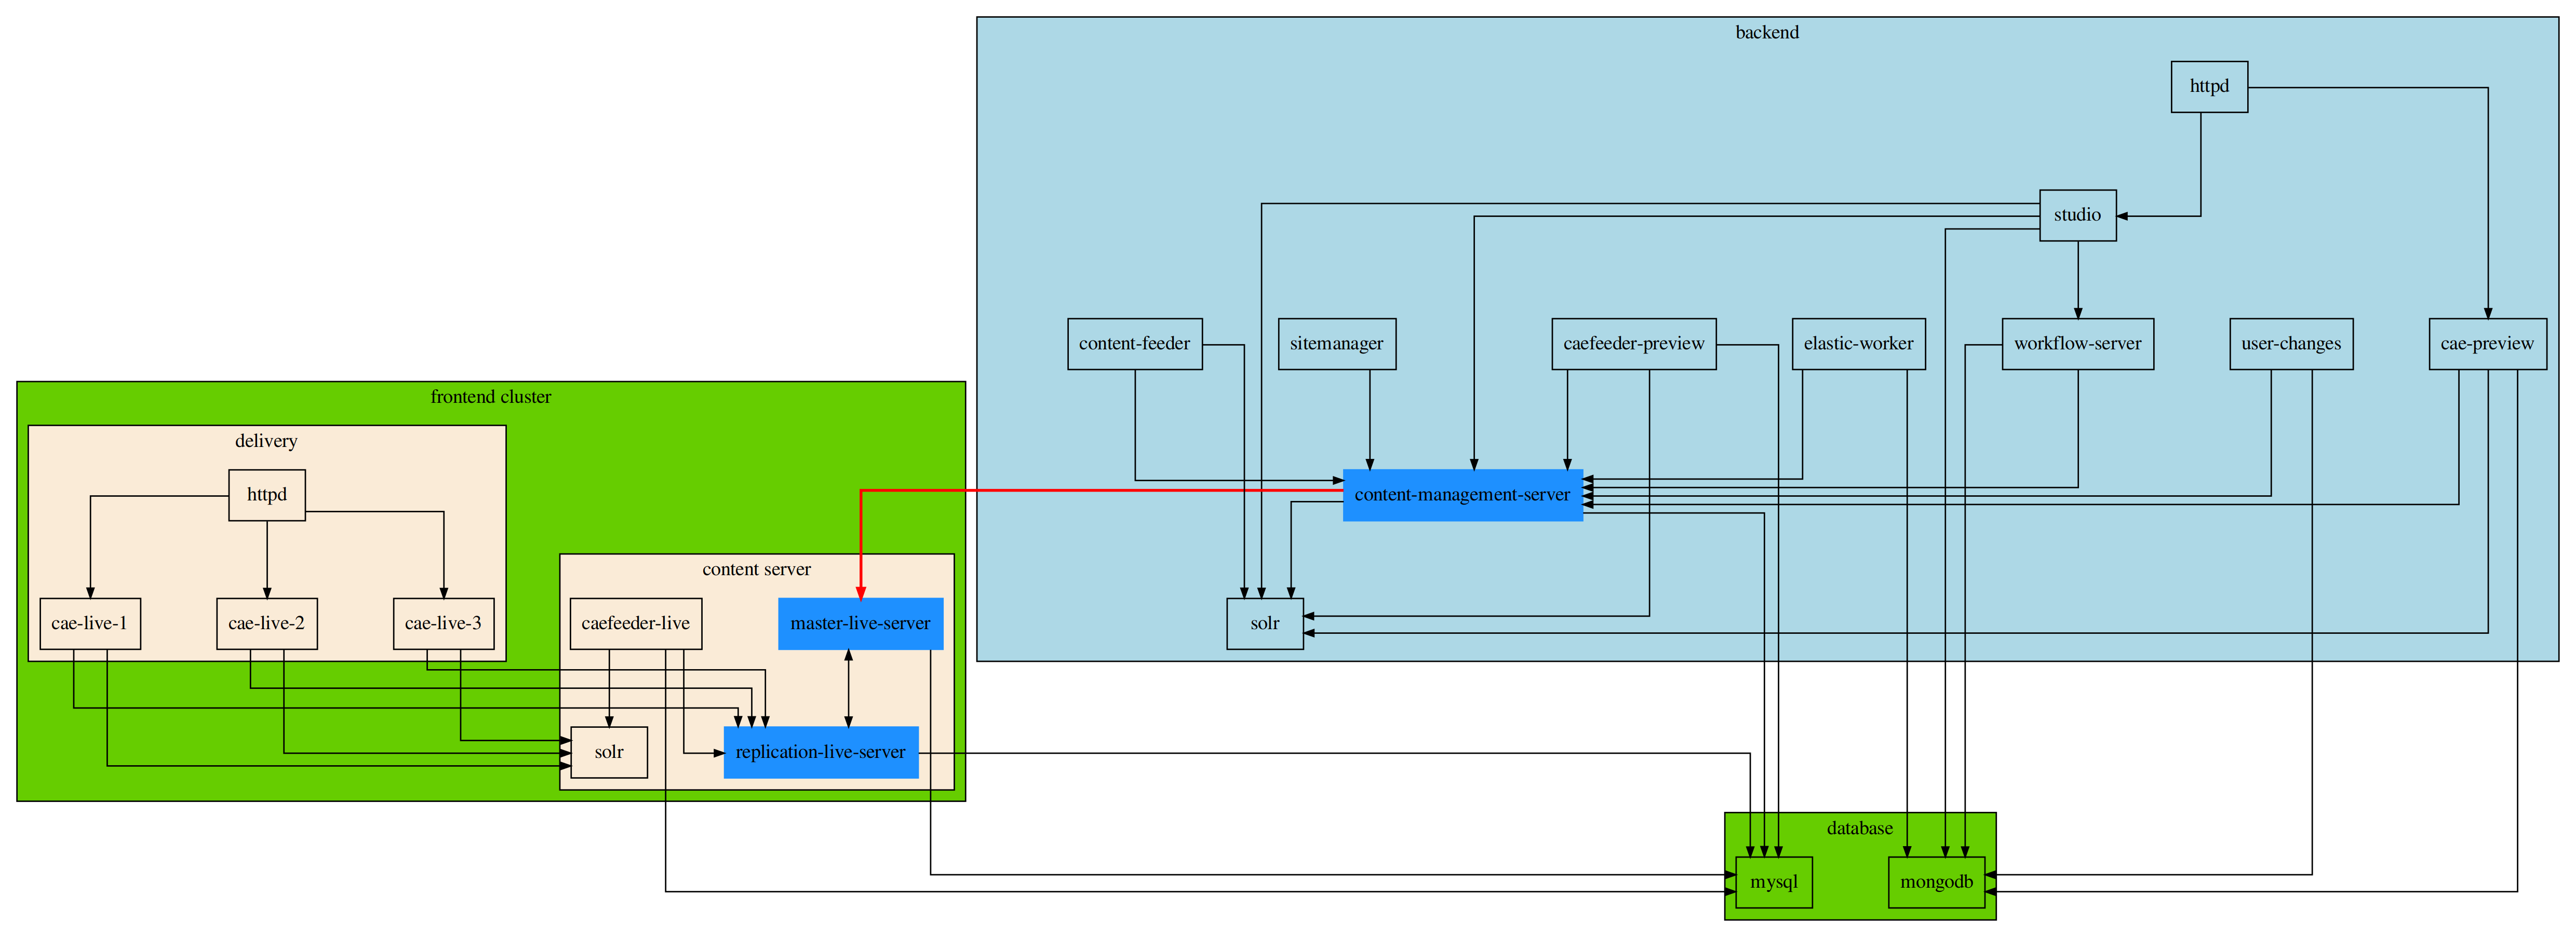 backend
httpd
studio
content-feeder
sitemanager
caefeeder-preview
elastic-worker
workflow-server
user-changes
cae-preview
content-management-server
solr
frontend cluster
delivery
httpd
cae-live-1
cae-live-2
cae-live-3
content server
caefeeder-live
master-live-server
solr
replication-live-server
database
mysql
mongodb